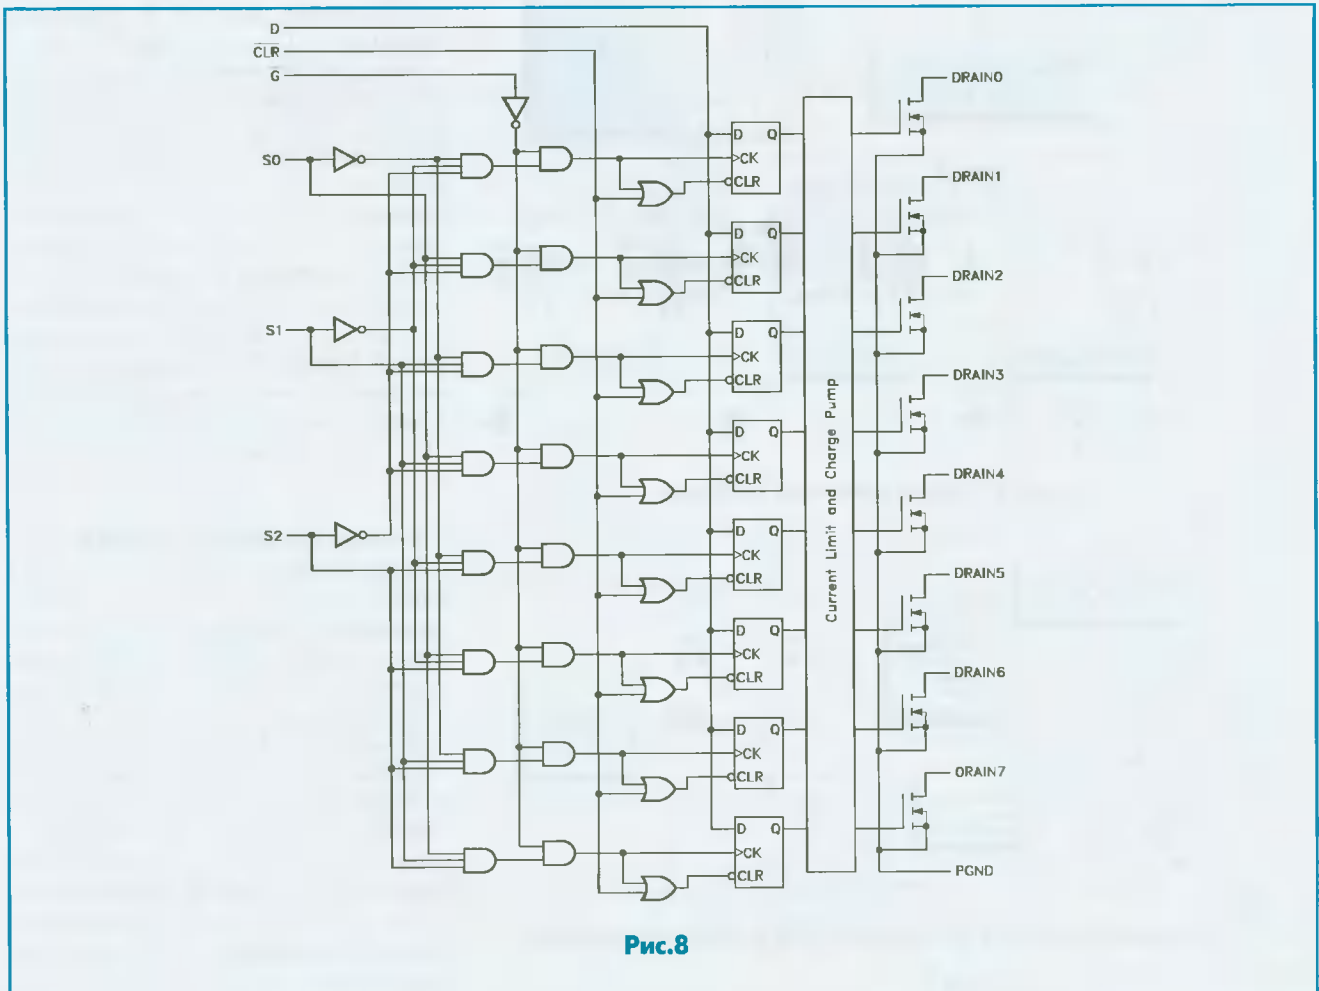 D
CLR
G
S0
S1
S2
D Q
CK
CLR
D Q
CK
CLR
D Q
CK
CLR
D Q
CK
CLR
D Q
CK
CLR
D Q
CK
CLR
D Q
CK
CLR
D Q
CK
CLR
Current Limit and Charge Pump
DRAIN0
DRAIN1
DRAIN2
DRAIN3
DRAIN4
DRAIN5
DRAIN6
DRAIN7
PGND
Рис.8